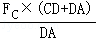 F_C × (CD+DA)
DA